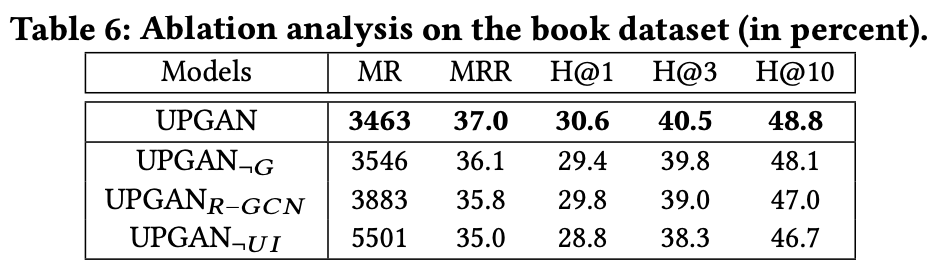 Table 6: Ablation analysis on the book dataset (in percent).
Models MR MRR H@1 H@3 H@10
UPGAN 3463 37.0 30.6 40.5 48.8
UPGAN¬G 3546 36.1 29.4 39.8 48.1
UPGANR−GCN 3883 35.8 29.8 39.0 47.0
UPGAN¬UI 5501 35.0 28.8 38.3 46.7